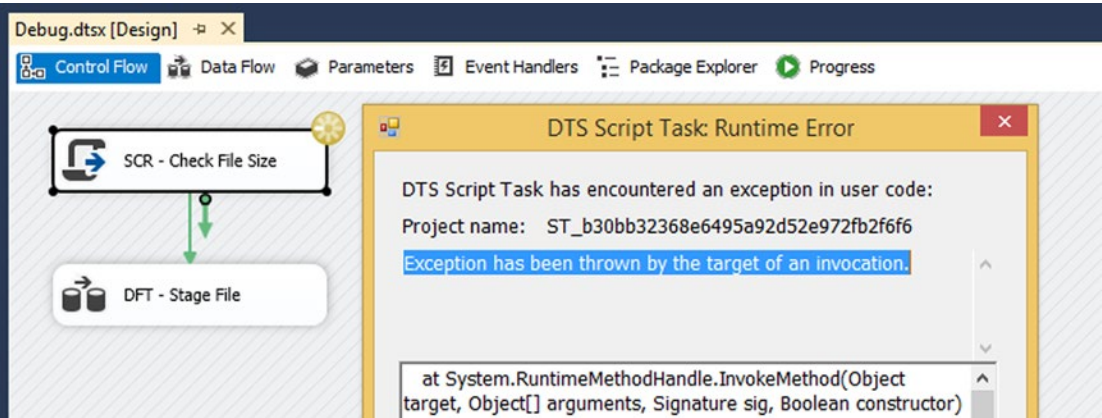 Debug.dtsx [Design]
Control Flow Data Flow Parameters Event Handlers Package Explorer Progress
DTS Script Task: Runtime Error
SCR - Check File Size
DTS Script Task has encountered an exception in user code:
Project name: ST_b30bb32368e6495a92d52e972fb2f6f6
Exception has been thrown by the target of an invocation.
DFT - Stage File
at System.RuntimeMethodHandle.InvokeMethod(Object
target, Object[] arguments, Signature sig, Boolean constructor)